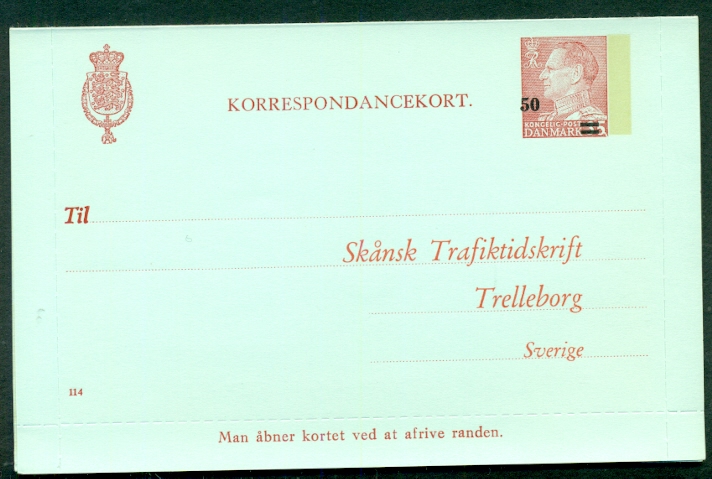 KORRESPONDANCEKORT.
50
KONGELIG POST
DANMARK
Til
Skånsk Trafiktidskrift
Trelleborg
Sverige
114
Man åbner kortet ved at afrive randen.